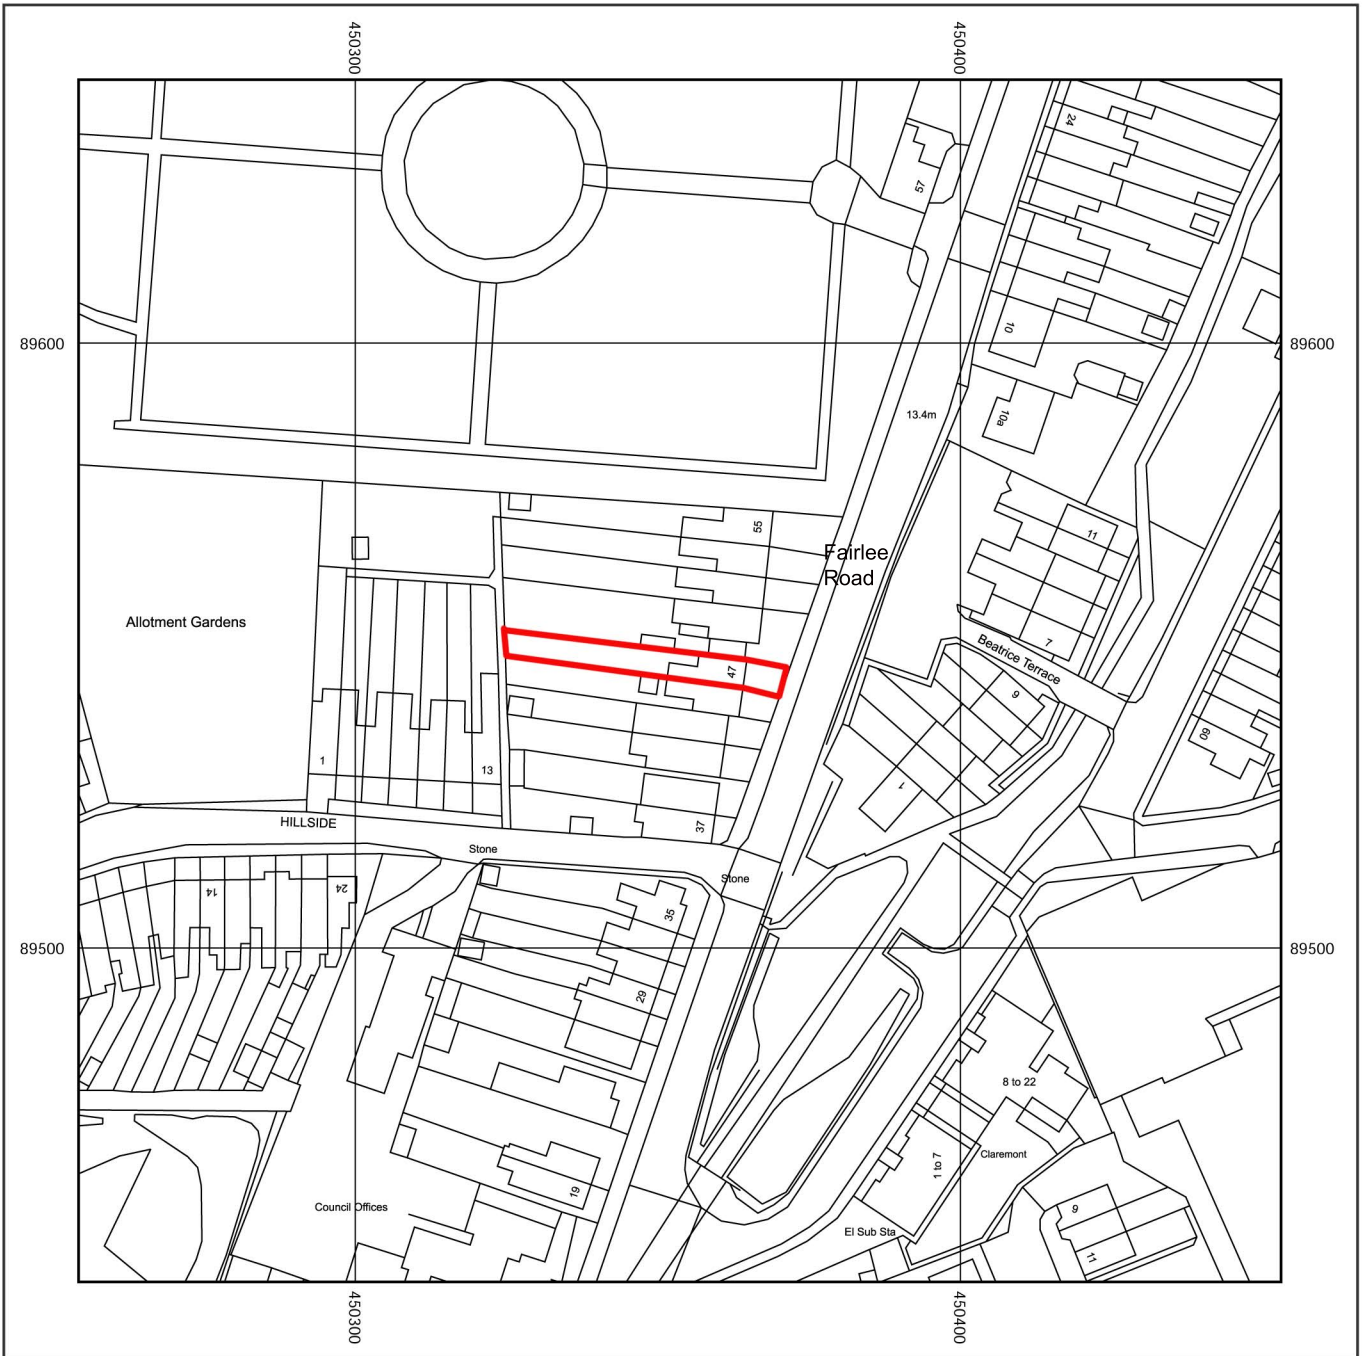 450300
450400
24
57
89600
89600
10
13.4m
10a
55
11
Fairlee
Road
Allotment Gardens
7
Beatrice Terrace
47
9
60
1
13
1
HILLSIDE
37
Stone
Stone
14
24
35
89500
89500
29
8 to 22
Claremont
1 to 7
19
Council Offices
9
El Sub Sta
11
450300
450400